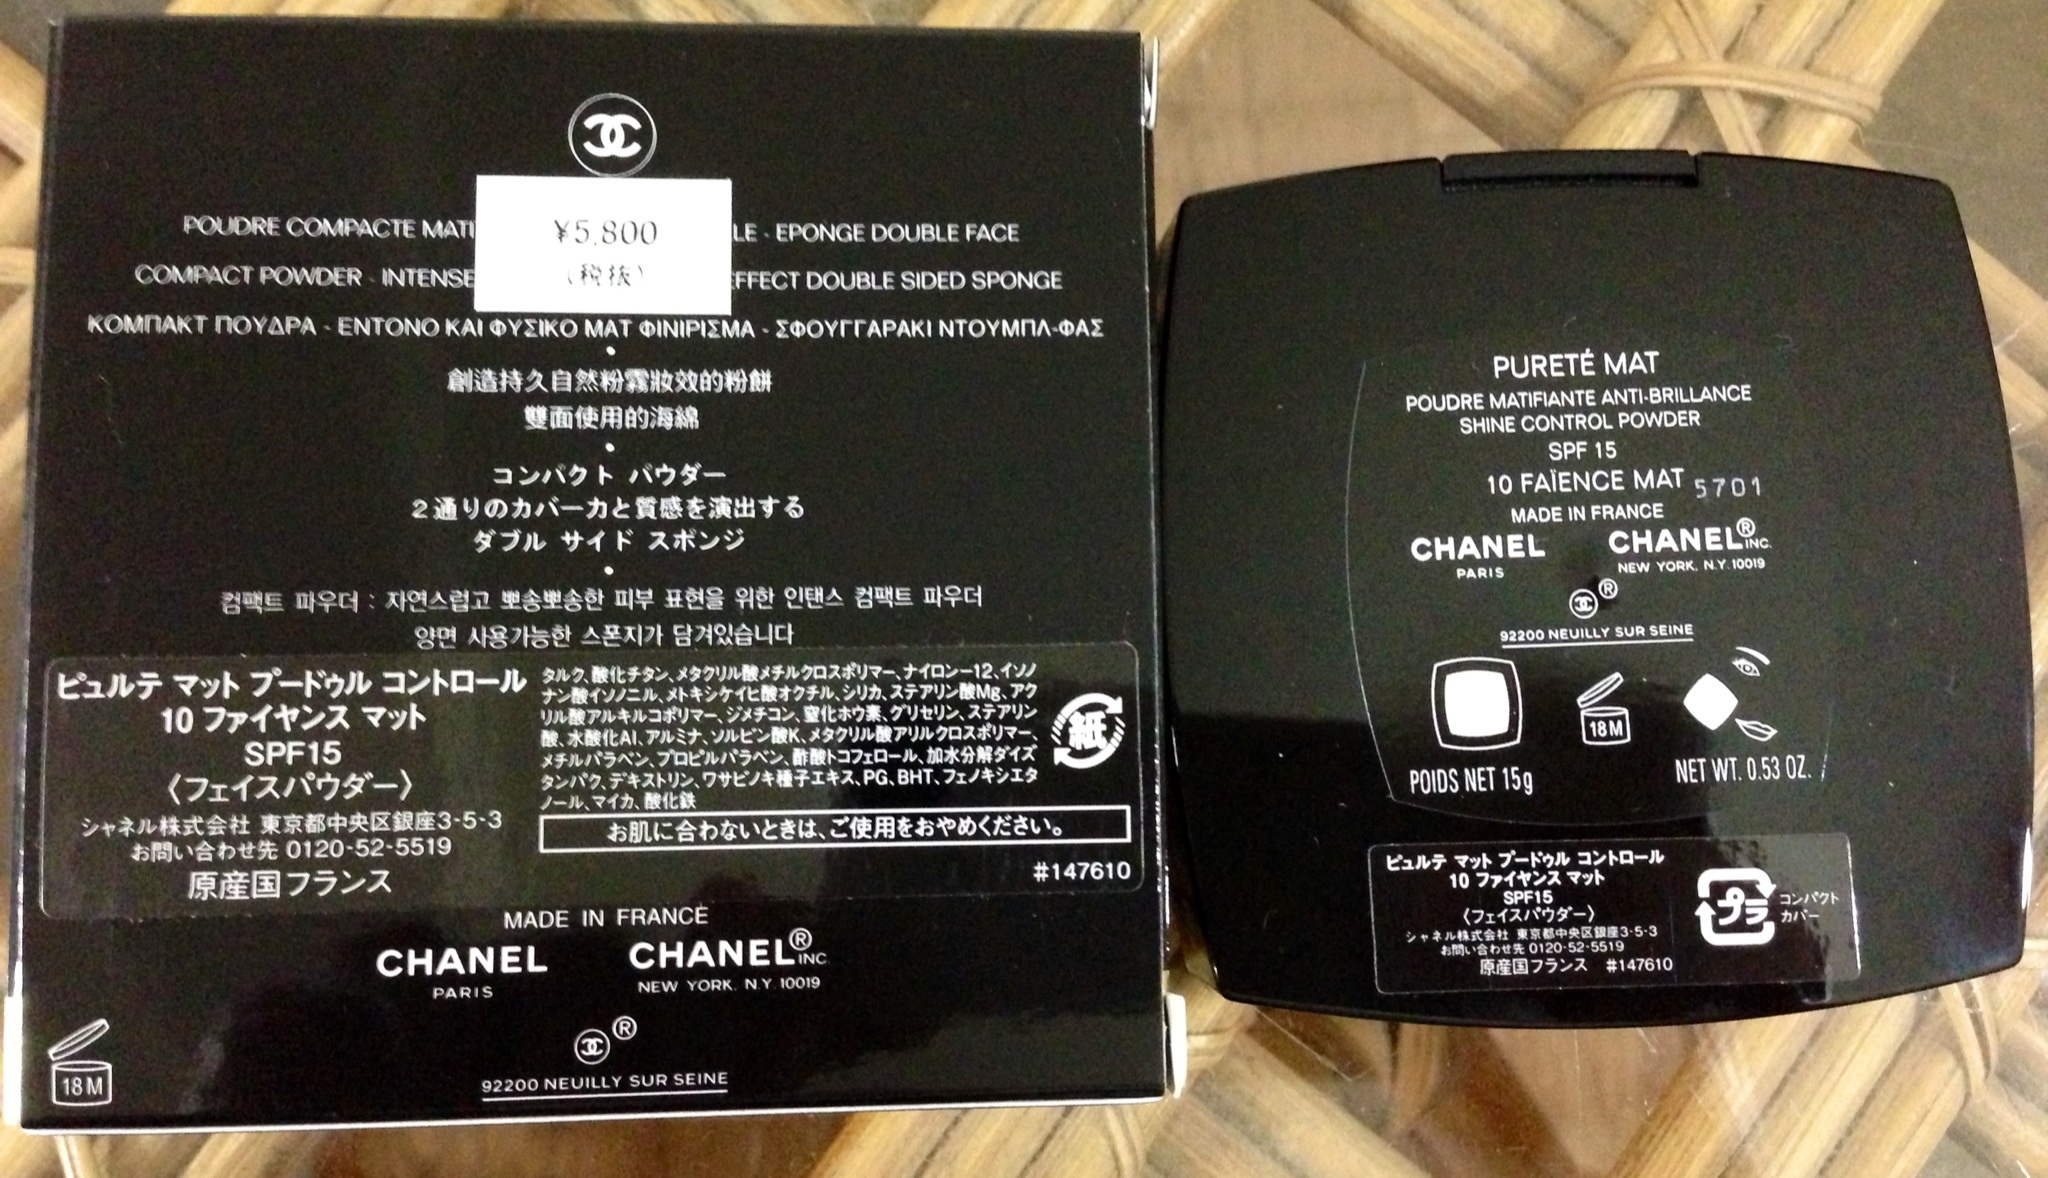 POUDRE COMPACTE MATI
LE - EPONGE DOUBLE FACE
¥5,800
(税抜)
COMPACT POWDER - INTENSE
EFFECT DOUBLE SIDED SPONGE
ΚΟΜΠΑΚΤ ΠΟΥΔΡΑ - ΕΝΤΟΝΟ ΚΑΙ ΦΥΣΙΚΟ ΜΑΤ ΦΙΝΙΡΙΣΜΑ - ΣΦΟΥΓΓΑΡΑΚΙ ΝΤΟΥΜΠΛ-ΦΑΣ
創造持久自然粉霧妝效的粉餅
雙面使用的海綿
コンパクト パウダー
2通りのカバー力と質感を演出する
ダブル サイド スポンジ
컴팩트 파우더 : 자연스럽고 뽀송뽀송한 피부 표현을 위한 인탠스 컴팩트 파우더
양면 사용가능한 스폰지가 담겨있습니다
ピュルテ マット プードゥル コントロール
10 ファイヤンス マット
SPF15
〈フェイスパウダー〉
シャネル株式会社 東京都中央区銀座3-5-3
お問い合わせ先 0120-52-5519
原産国フランス
タルク、酸化チタン、メタクリル酸メチルクロスポリマー、ナイロン-12、イソノ
ナン酸イソノニル、メトキシケイヒ酸オクチル、シリカ、ステアリン酸Mg、アク
リル酸アルキルコポリマー、ジメチコン、窒化ホウ素、グリセリン、ステアリン
酸、水酸化Al、アルミナ、ソルビン酸K、メタクリル酸アリルクロスポリマー、
メチルパラベン、プロピルパラベン、酢酸トコフェロール、加水分解ダイズ
タンパク、デキストリン、ワサビノキ種子エキス、PG、BHT、フェノキシエタ
ノール、マイカ、酸化鉄
紙
お肌に合わないときは、ご使用をおやめください。
#147610
MADE IN FRANCE
CHANEL
PARIS
CHANEL® INC.
NEW YORK, N.Y. 10019
®
92200 NEUILLY SUR SEINE
18M
PURETÉ MAT
POUDRE MATIFIANTE ANTI-BRILLANCE
SHINE CONTROL POWDER
SPF 15
10 FAÏENCE MAT 5701
MADE IN FRANCE
CHANEL
PARIS
CHANEL® INC.
NEW YORK, N.Y. 10019
®
92200 NEUILLY SUR SEINE
18M
POIDS NET 15g
NET WT. 0.53 OZ.
ピュルテ マット プードゥル コントロール
10 ファイヤンス マット
SPF15
〈フェイスパウダー〉
シャネル株式会社 東京都中央区銀座3-5-3
お問い合わせ先 0120-52-5519
原産国フランス #147610
プラ
コンパクト
カバー